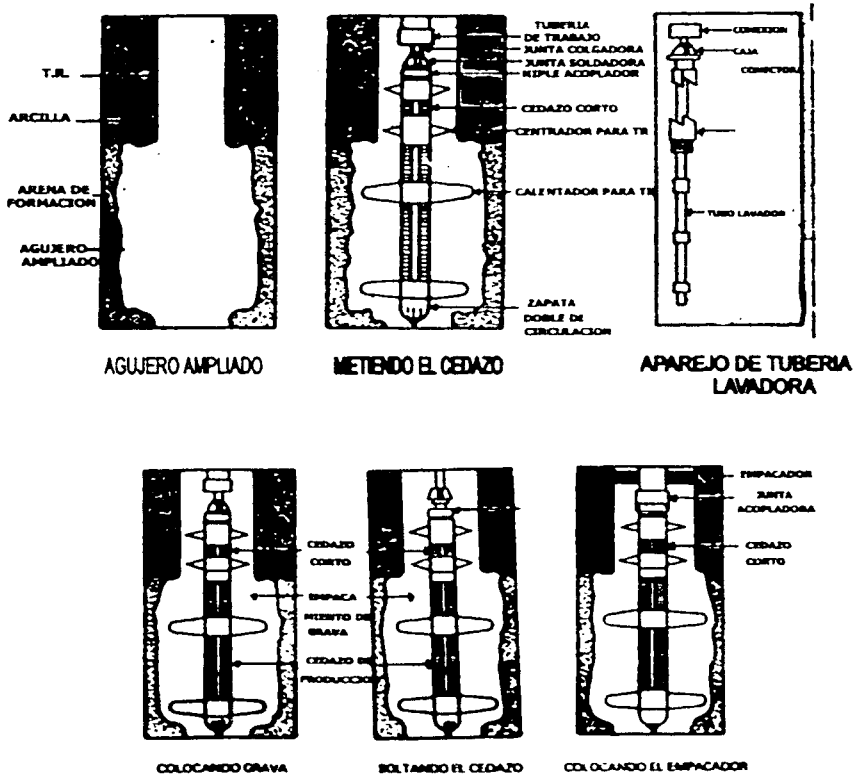 T.R.
ARCILLA
ARENA DE
FORMACION
AGUJERO
AMPLIADO
AGUJERO AMPLIADO
TUBERIA
DE TRABAJO
JUNTA COLGADORA
JUNTA SOLDADORA
NIPLE ACOPLADOR
CEDAZO CORTO
CENTRADOR PARA TR
CALENTADOR PARA TR
ZAPATA
DOBLE DE
CIRCULACION
METIENDO EL CEDAZO
CONEXION
CAJA
CONECTORA
TUBO LAVADOR
APAREJO DE TUBERIA
LAVADORA
CEDAZO
CORTO
EMPACA
MIENTO DE
GRAVA
CEDAZO DE
PRODUCCIO
COLOCANDO GRAVA
SOLTANDO EL CEDAZO
EMPACADOR
JUNTA
ACOPLADORA
CEDAZO
CORTO
COLOCANDO EL EMPACADOR